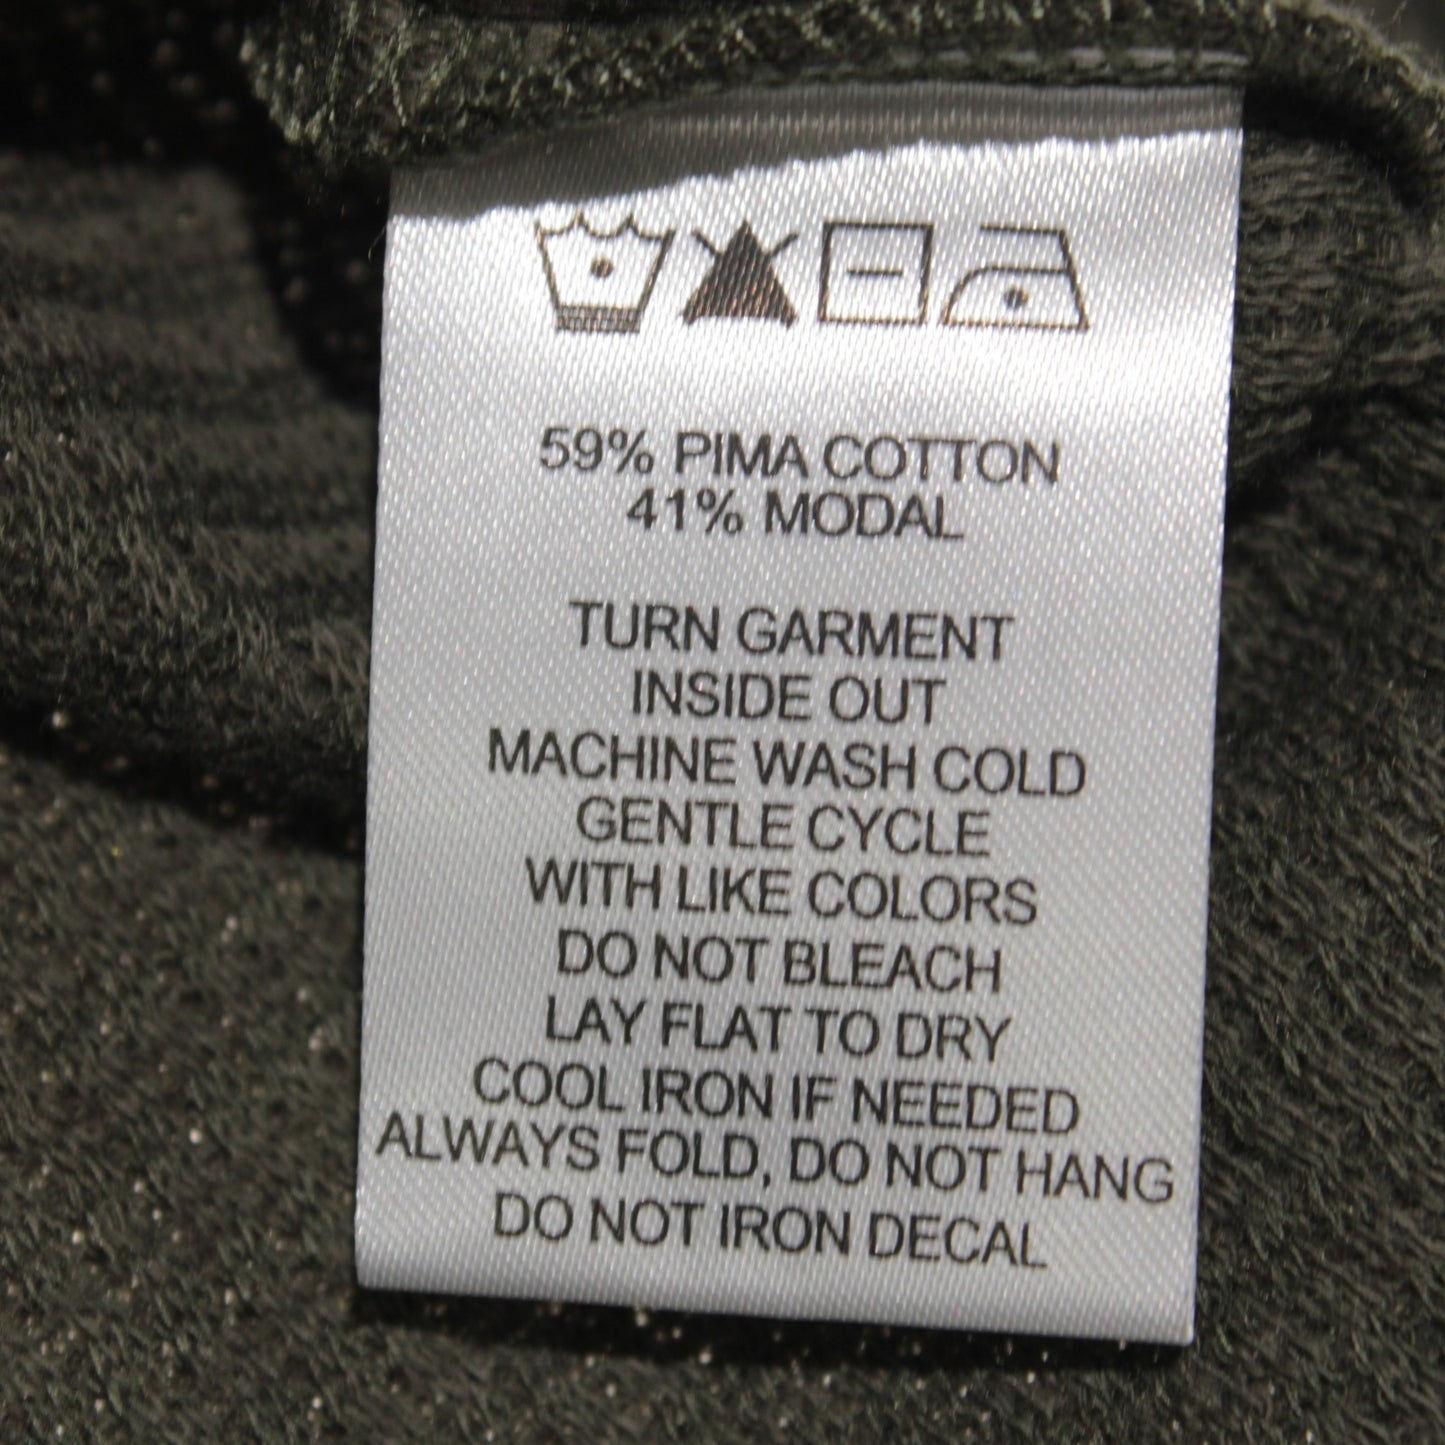 59% PIMA COTTON
41% MODAL
TURN GARMENT
INSIDE OUT
MACHINE WASH COLD
GENTLE CYCLE
WITH LIKE COLORS
DO NOT BLEACH
LAY FLAT TO DRY
COOL IRON IF NEEDED
ALWAYS FOLD, DO NOT HANG
DO NOT IRON DECAL